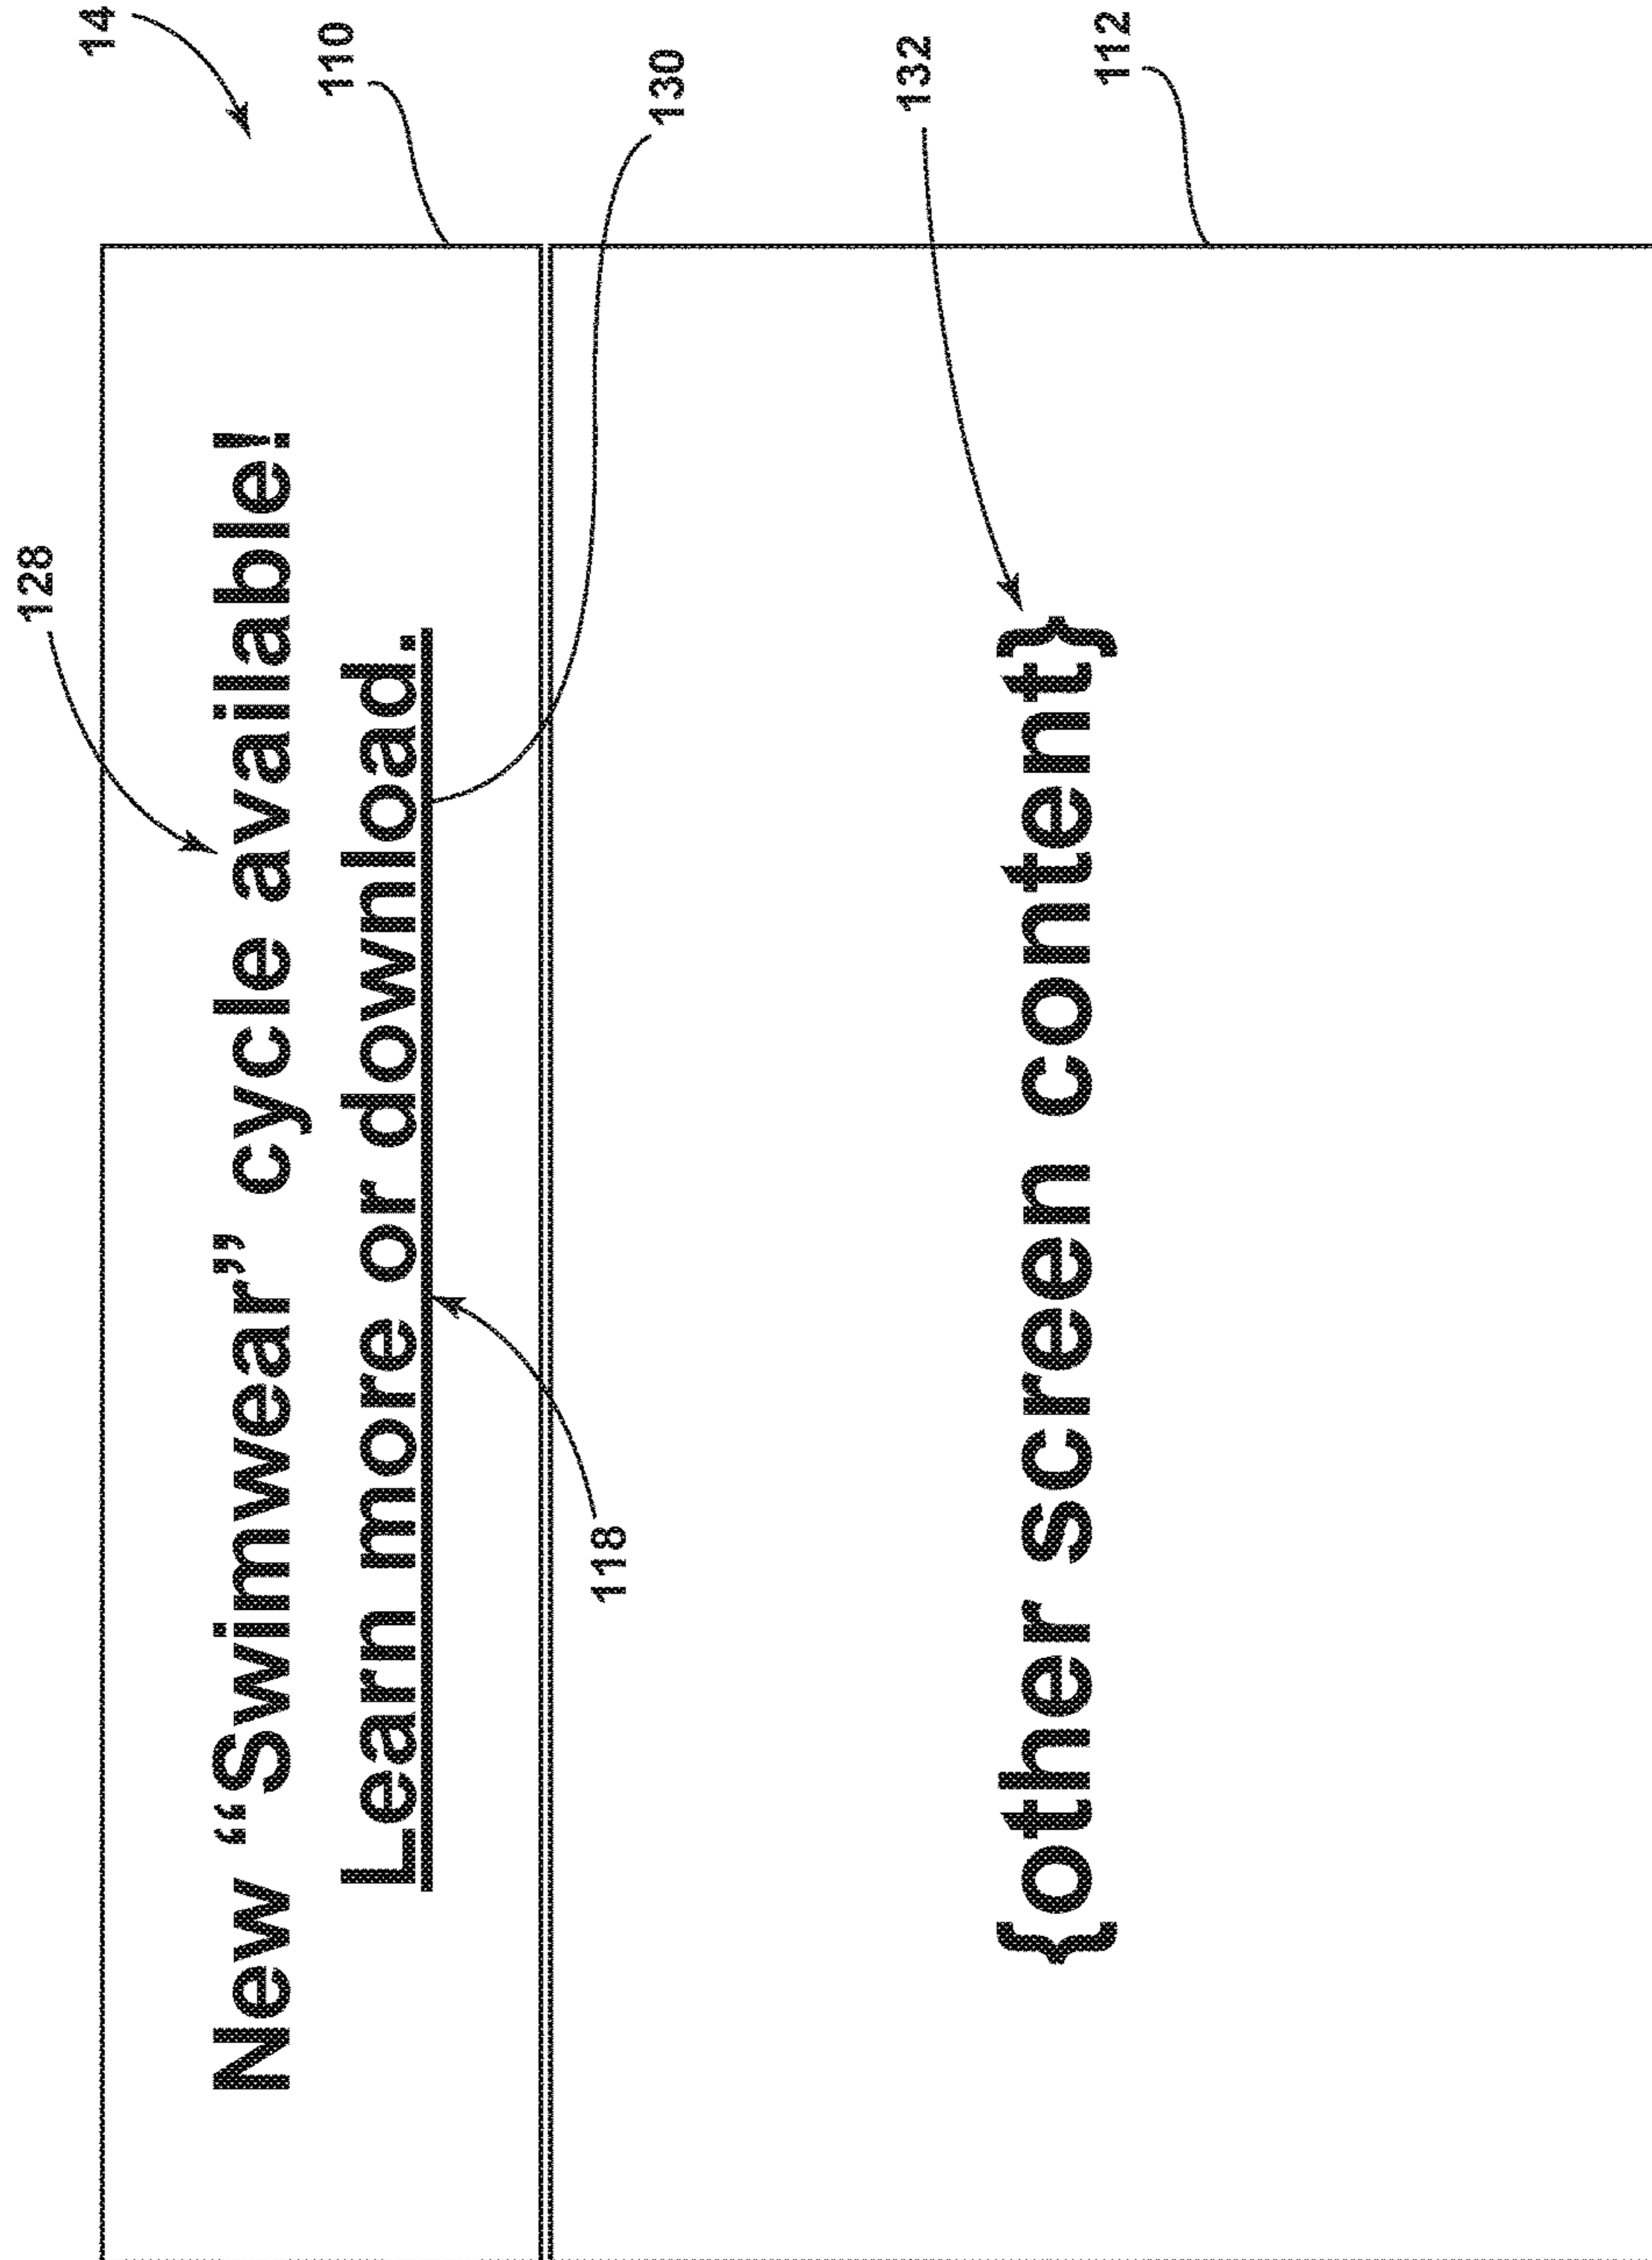 14
110
128
New “Swimwear” cycle available!
Learn more or download.
130
118
132
{other screen content}
112